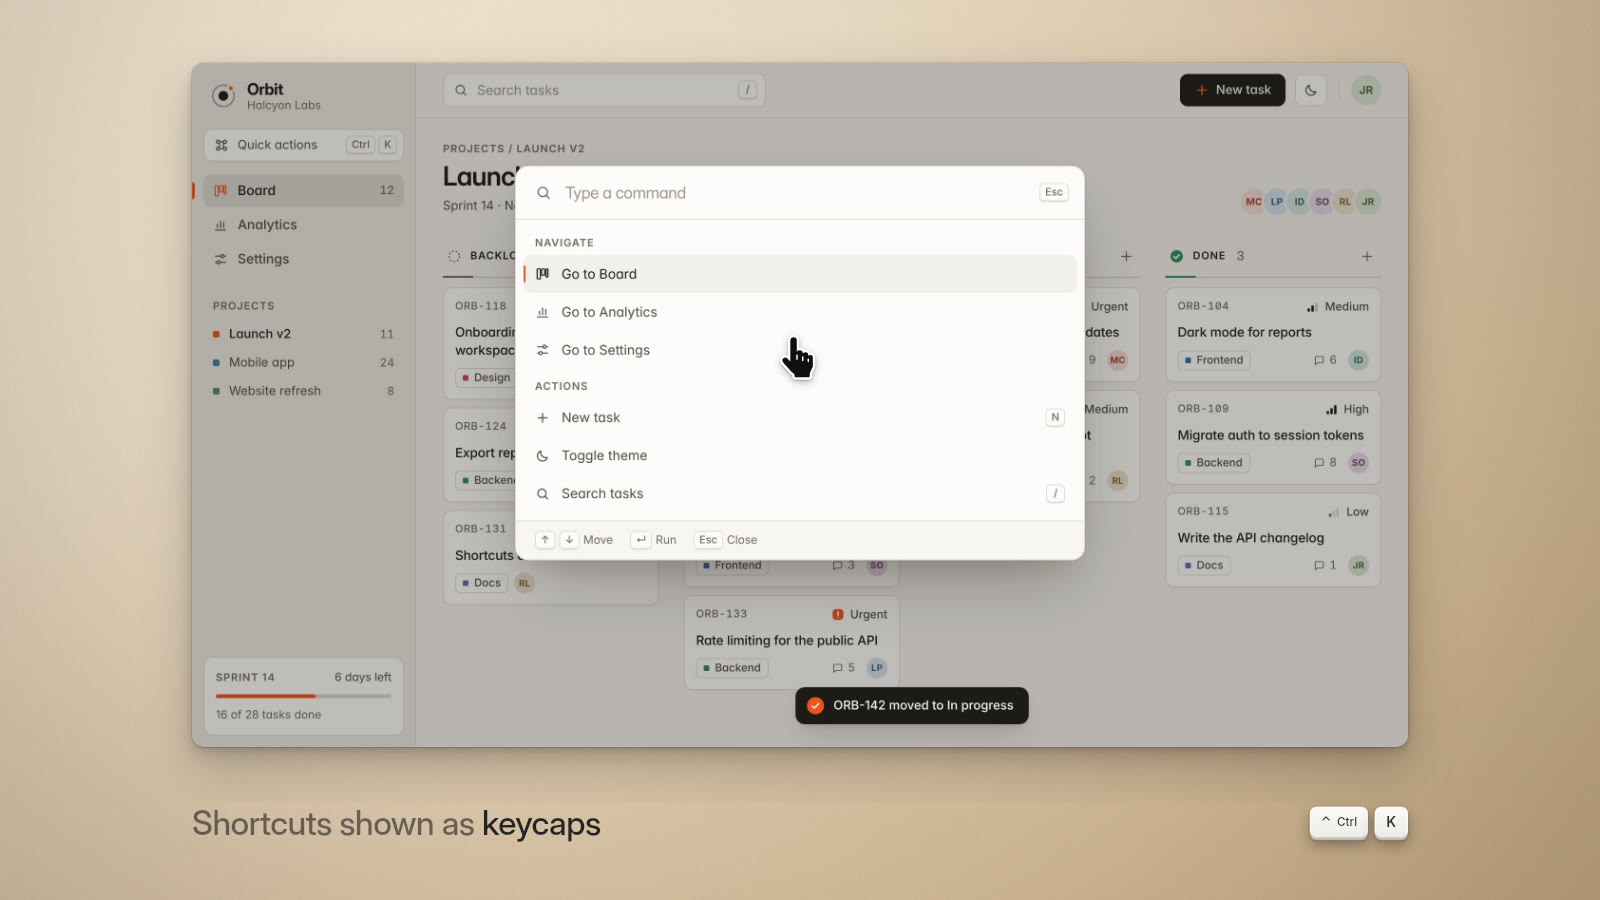 Orbit
Halcyon Labs
Quick actions Ctrl K
Board 12
Analytics
Settings
PROJECTS
Launch v2 11
Mobile app 24
Website refresh 8
SPRINT 14 6 days left
16 of 28 tasks done
Search tasks /
New task
JR
PROJECTS / LAUNCH V2
Sprint 14
MC LP ID SO RL JR
Type a command Esc
NAVIGATE
Go to Board
Go to Analytics
Go to Settings
ACTIONS
New task N
Toggle theme
Search tasks /
Move Run Esc Close
ORB-118
Design
ORB-124
ORB-131
Shortcuts
Docs RL
Frontend 3 SO
ORB-133 Urgent
Rate limiting for the public API
Backend 5 LP
Urgent
9 MC
Medium
2 RL
DONE 3
ORB-104 Medium
Dark mode for reports
Frontend 6 ID
ORB-109 High
Migrate auth to session tokens
Backend 8 SO
ORB-115 Low
Write the API changelog
Docs 1 JR
ORB-142 moved to In progress
Shortcuts shown as keycaps
^ Ctrl K